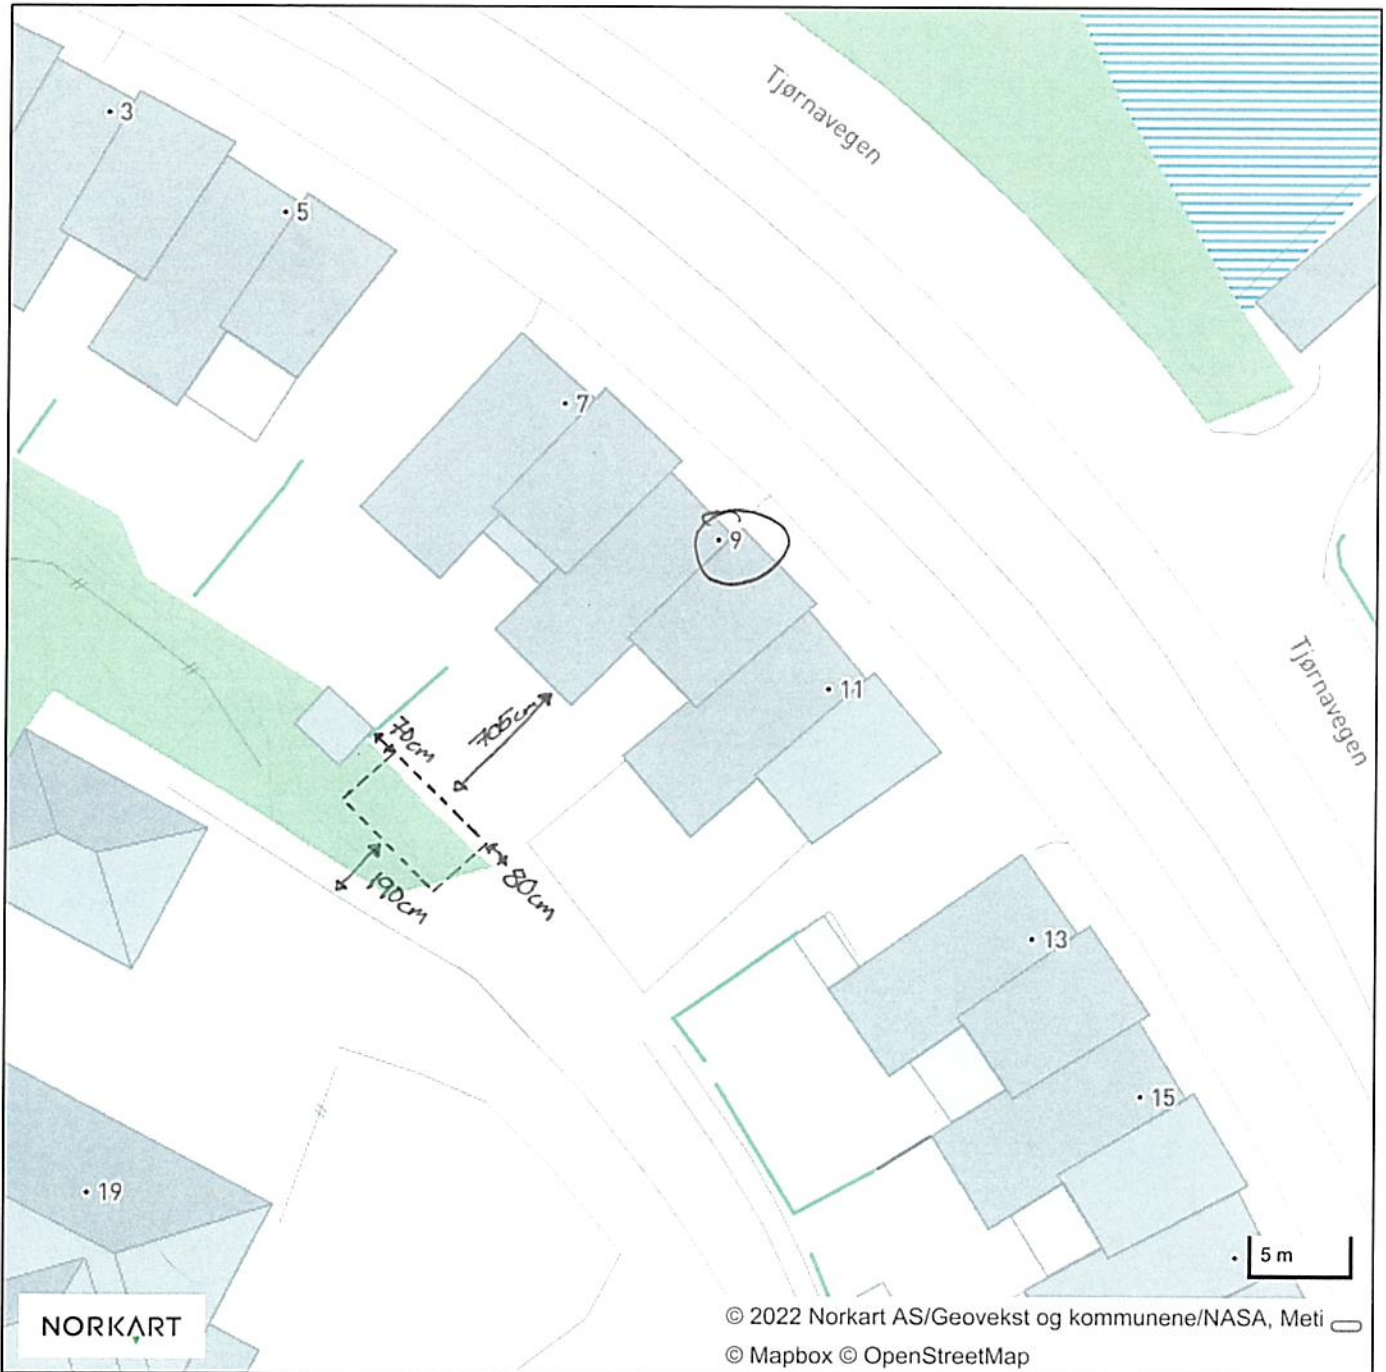 Tjørnavegen
3
5
7
9
11
Tjørnavegen
70cm
705cm
190cm
80cm
13
15
19
5 m
NORKART
© 2022 Norkart AS/Geovekst og kommunene/NASA, Meti
© Mapbox © OpenStreetMap